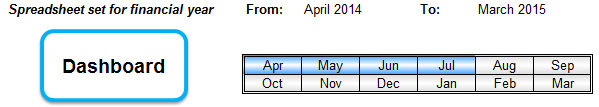 Spreadsheet set for financial year From: April 2014 To: March 2015
Dashboard
Apr May Jun Jul Aug Sep
Oct Nov Dec Jan Feb Mar